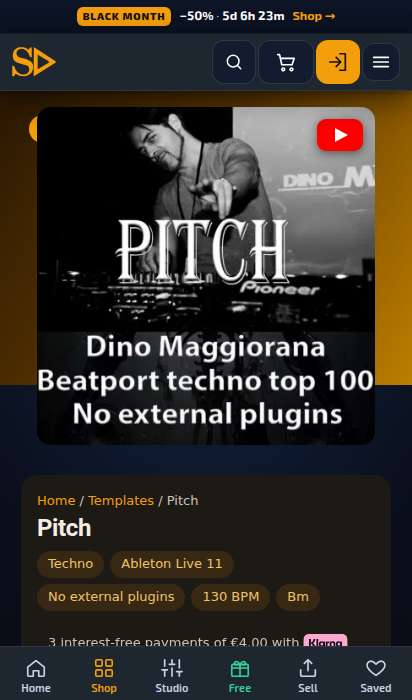 BLACK MONTH −50% · 5d 6h 23m Shop →
S
DINO M
PITCH
Pioneer
Dino Maggiorana
Beatport techno top 100
No external plugins
Home / Templates / Pitch
Pitch
Techno Ableton Live 11
No external plugins 130 BPM Bm
3 interest-free payments of €4.00 with Klarna
Home Shop Studio Free Sell Saved